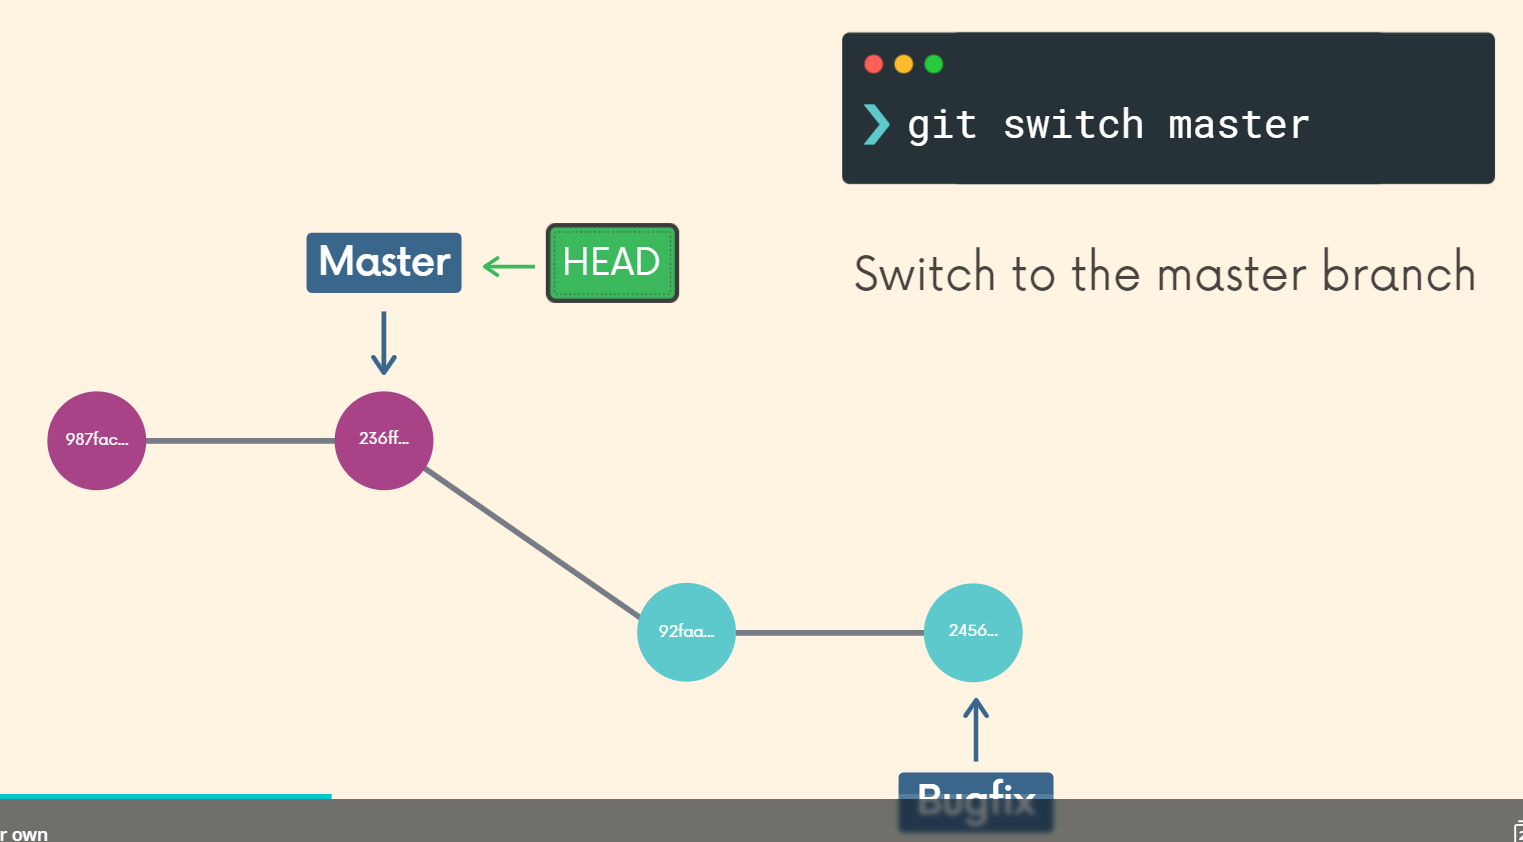 git switch master
Master
HEAD
Switch to the master branch
987fac...
236ff...
92faa...
2456...
Bugfix
r own